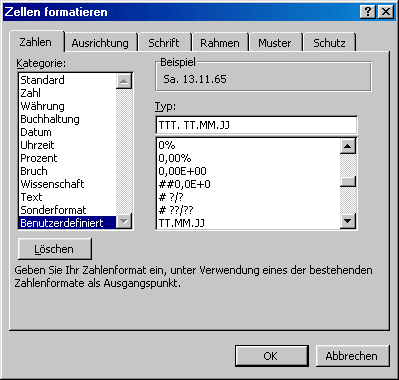 Zellen formatieren
Zahlen Ausrichtung Schrift Rahmen Muster Schutz
Kategorie:
Standard
Zahl
Währung
Buchhaltung
Datum
Uhrzeit
Prozent
Bruch
Wissenschaft
Text
Sonderformat
Benutzerdefiniert
Beispiel
Sa. 13.11.65
Typ:
TTT. TT.MM.JJ
0%
0,00%
0,00E+00
##0,0E+0
# ?/?
# ??/??
TT.MM.JJ
Löschen
Geben Sie Ihr Zahlenformat ein, unter Verwendung eines der bestehenden
Zahlenformate als Ausgangspunkt.
OK Abbrechen